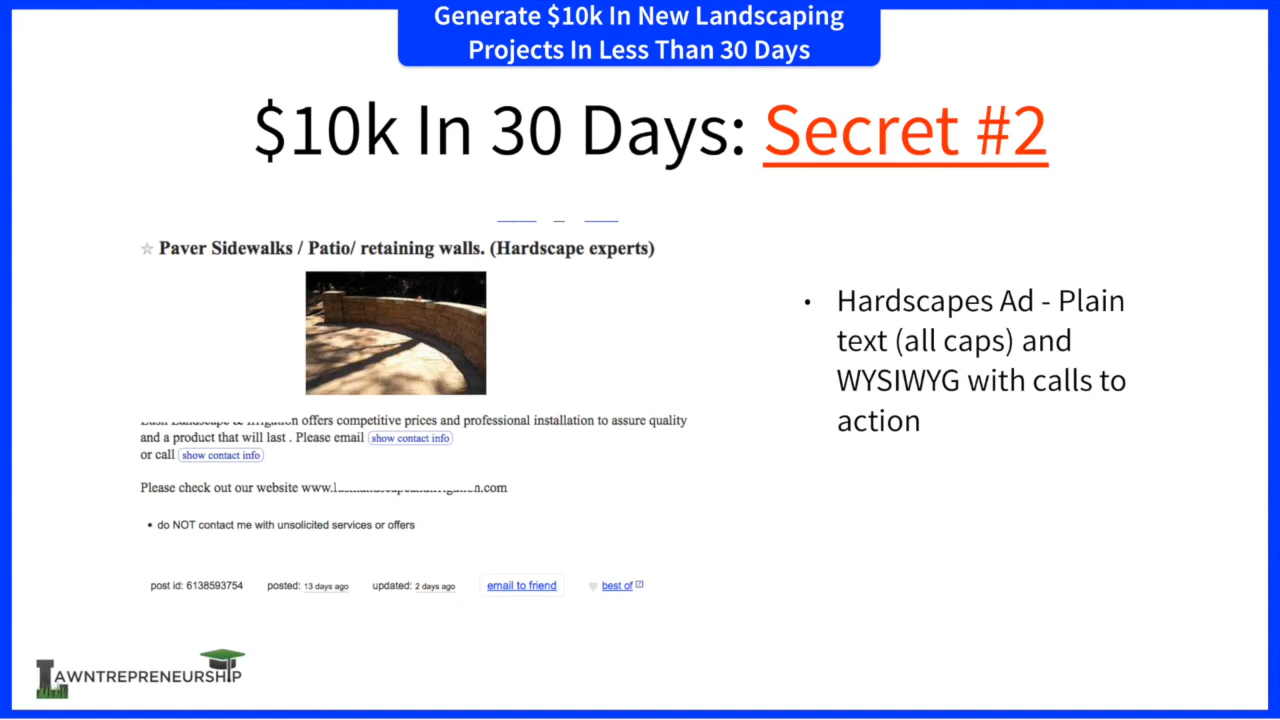 Generate $10k In New Landscaping
Projects In Less Than 30 Days
$10k In 30 Days: Secret #2
☆ Paver Sidewalks / Patio/ retaining walls. (Hardscape experts)
offers competitive prices and professional installation to assure quality
and a product that will last . Please email show contact info
or call show contact info
Please check out our website www.
.com
• do NOT contact me with unsolicited services or offers
post id: 6138593754 posted: 13 days ago updated: 2 days ago email to friend best of [?]
• Hardscapes Ad - Plain
text (all caps) and
WYSIWYG with calls to
action
LAWNTREPRENEURSHIP